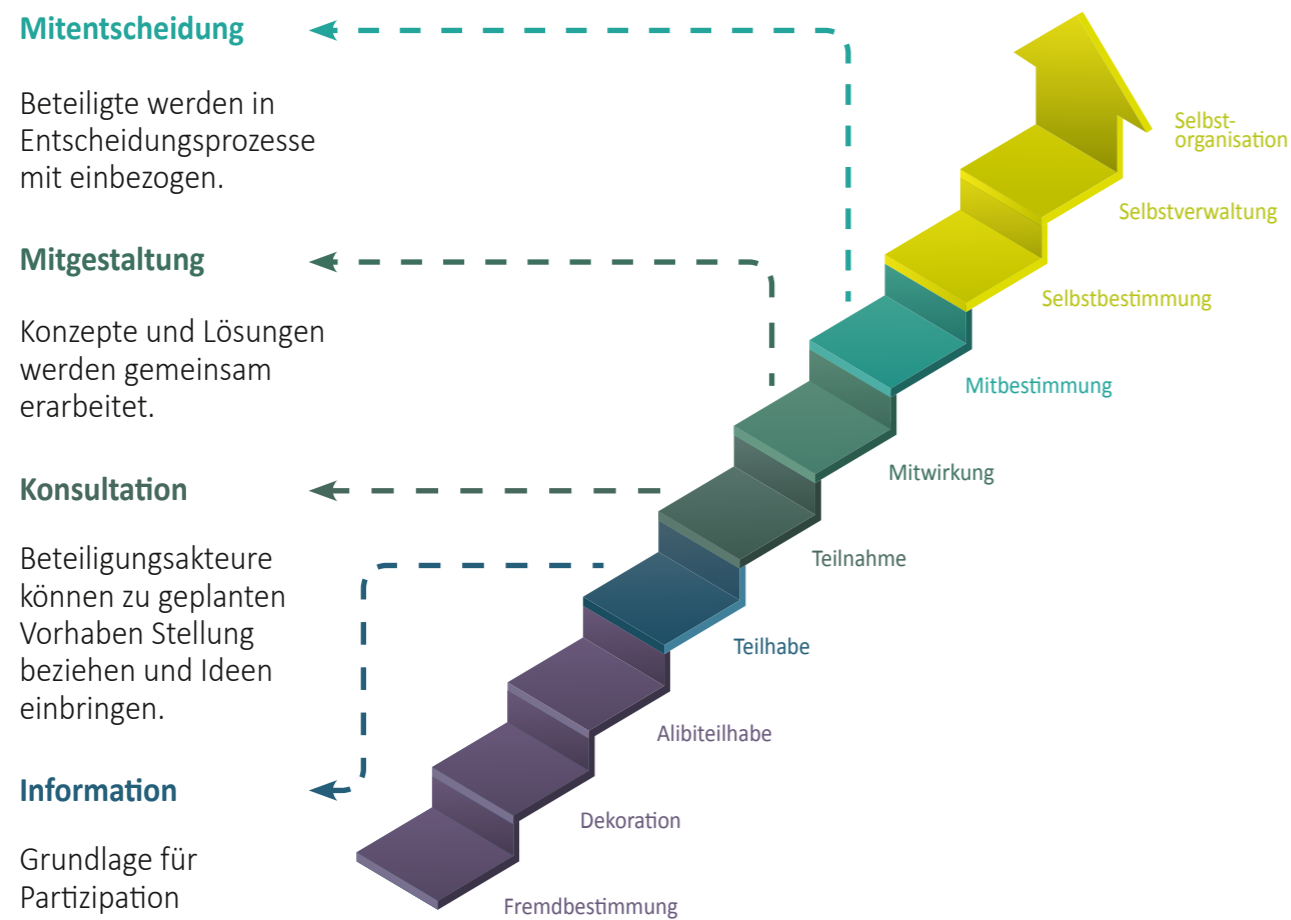 Mitentscheidung
Beteiligte werden in
Entscheidungsprozesse
mit einbezogen.
Mitgestaltung
Konzepte und Lösungen
werden gemeinsam
erarbeitet.
Konsultation
Beteiligungsakteure
können zu geplanten
Vorhaben Stellung
beziehen und Ideen
einbringen.
Information
Grundlage für
Partizipation
Selbst-
organisation
Selbstverwaltung
Selbstbestimmung
Mitbestimmung
Mitwirkung
Teilnahme
Teilhabe
Alibiteilhabe
Dekoration
Fremdbestimmung